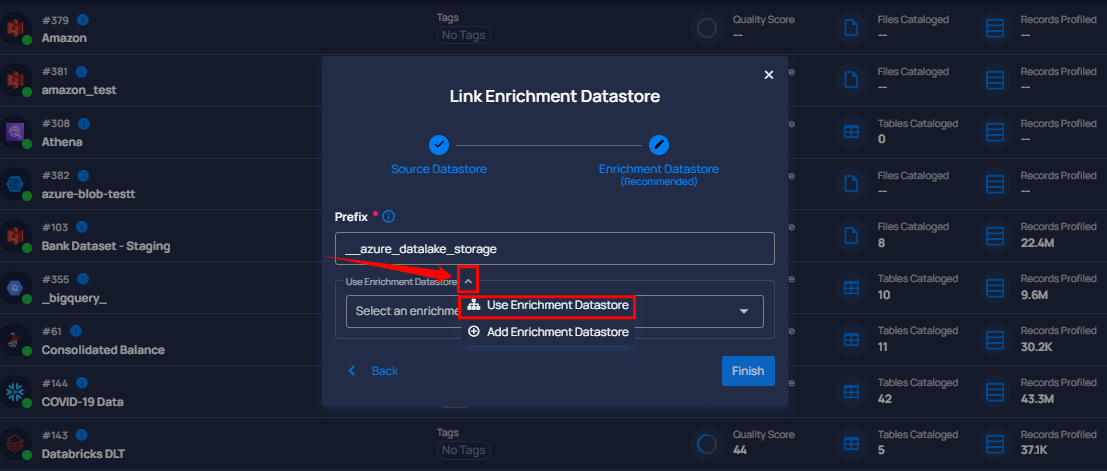 #379
Amazon
Tags
No Tags
Quality Score
--
Files Cataloged
--
Records Profiled
--
#381
amazon_test
Files Cataloged
--
Records Profiled
--
#308
Athena
Tables Cataloged
0
Records Profiled
--
#382
azure-blob-testt
Files Cataloged
--
Records Profiled
--
#103
Bank Dataset - Staging
Files Cataloged
8
Records Profiled
22.4M
#355
_bigquery_
Tables Cataloged
10
Records Profiled
9.6M
#61
Consolidated Balance
Tables Cataloged
11
Records Profiled
30.2K
#144
COVID-19 Data
Tables Cataloged
42
Records Profiled
43.3M
#143
Databricks DLT
Tags
No Tags
Quality Score
44
Tables Cataloged
5
Records Profiled
37.1K
Link Enrichment Datastore
Source Datastore
Enrichment Datastore
(Recommended)
Prefix *
__azure_datalake_storage
Use Enrichment Datastore
Select an enrichme
Use Enrichment Datastore
Add Enrichment Datastore
Back
Finish